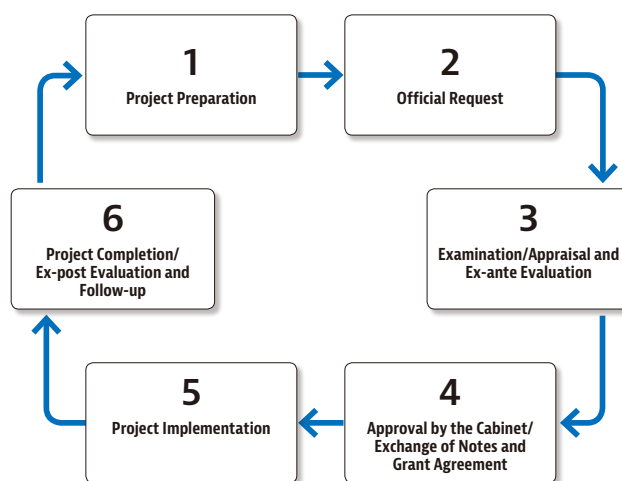 1
Project Preparation
2
Official Request
3
Examination/Appraisal and
Ex-ante Evaluation
4
Approval by the Cabinet/
Exchange of Notes and
Grant Agreement
5
Project Implementation
6
Project Completion/
Ex-post Evaluation and
Follow-up